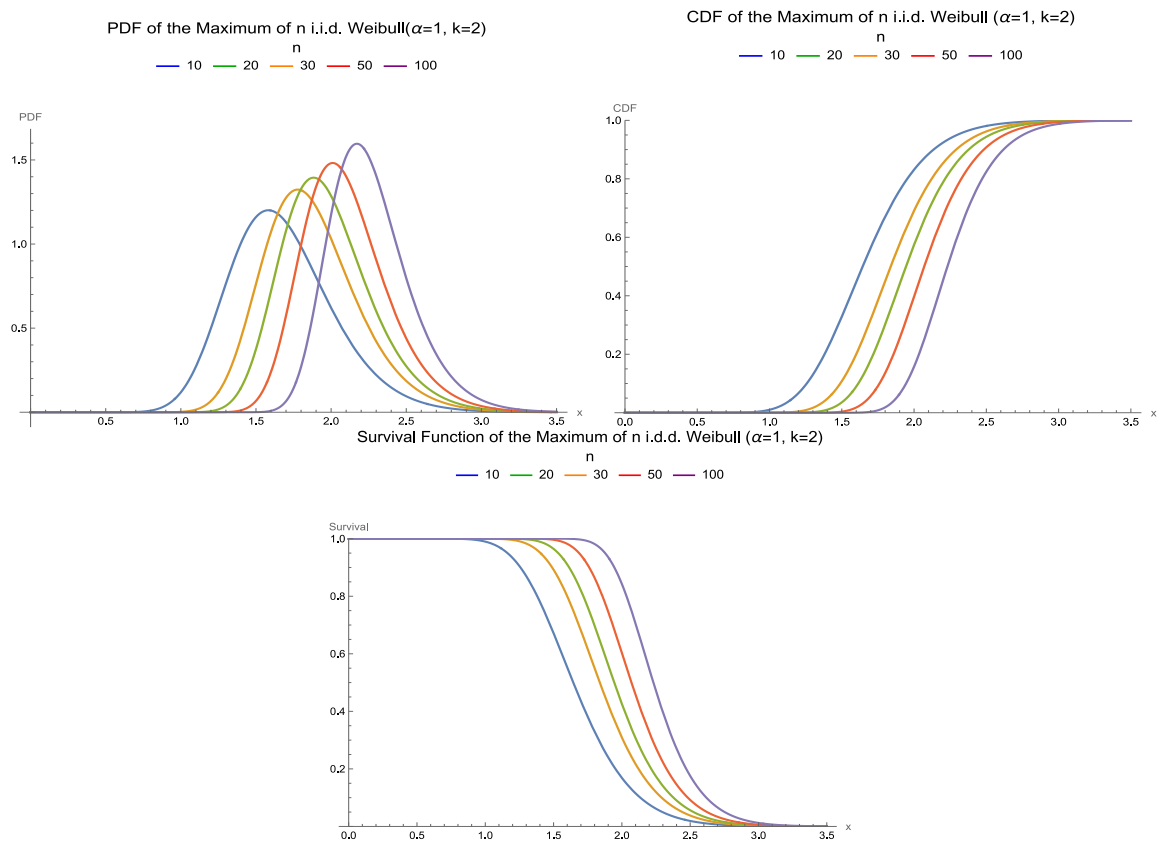 PDF of the Maximum of n i.i.d. Weibull(α=1, k=2)
n
10 20 30 50 100
PDF
1.5
1.0
0.5
0.5 1.0 1.5 2.0 2.5 3.0 3.5 x
CDF of the Maximum of n i.i.d. Weibull (α=1, k=2)
n
10 20 30 50 100
CDF
1.0
0.8
0.6
0.4
0.2
0.0 0.5 1.0 1.5 2.0 2.5 3.0 3.5 x
Survival Function of the Maximum of n i.d.d. Weibull (α=1, k=2)
n
10 20 30 50 100
Survival
1.0
0.8
0.6
0.4
0.2
0.0 0.5 1.0 1.5 2.0 2.5 3.0 3.5 x